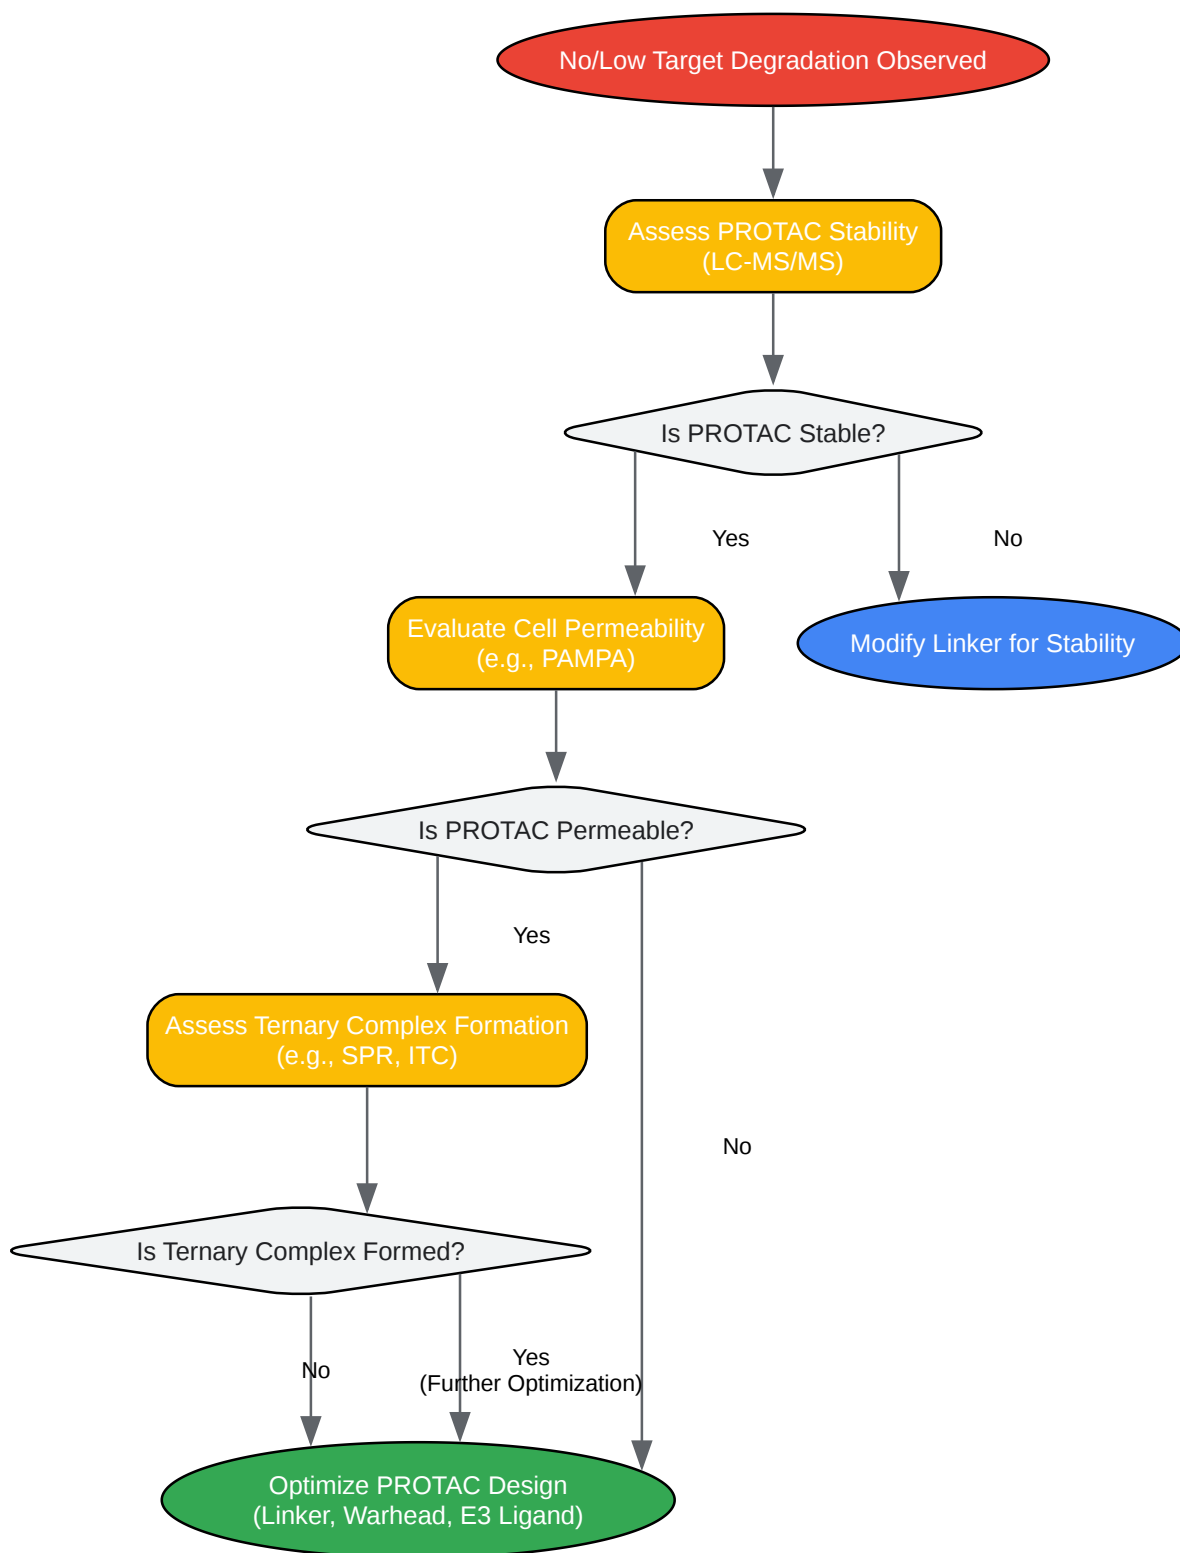 No/Low Target Degradation Observed
Assess PROTAC Stability
(LC-MS/MS)
Is PROTAC Stable?
Yes
No
Evaluate Cell Permeability
(e.g., PAMPA)
Modify Linker for Stability
Is PROTAC Permeable?
Yes
Assess Ternary Complex Formation
(e.g., SPR, ITC)
No
Is Ternary Complex Formed?
No
Yes
(Further Optimization)
Optimize PROTAC Design
(Linker, Warhead, E3 Ligand)